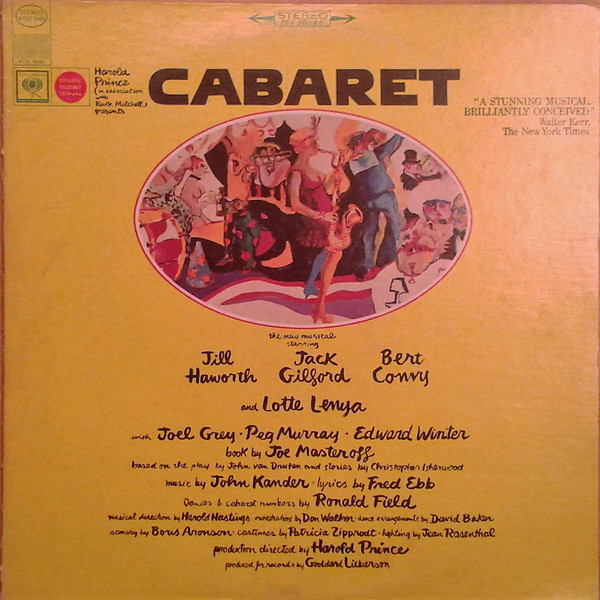 STEREO
360 SOUND
Harold
Prince
(in association
with
Ruth Mitchell)
presents
CABARET
"A STUNNING MUSICAL.
BRILLIANTLY CONCEIVED"
Walter Kerr,
The New York Times
the new musical
starring
Jill Jack Bert
Haworth Gilford Convy
and Lotte Lenya
with Joel Grey · Peg Murray · Edward Winter
book by Joe Masteroff
based on the play by John van Druten and stories by Christopher Isherwood
music by John Kander · lyrics by Fred Ebb
Dances & cabaret numbers by Ronald Field
musical direction by Harold Hastings · orchestrations by Don Walker · dance arrangements by David Baker
scenery by Boris Aronson · costumes by Patricia Zipprodt · lighting by Jean Rosenthal
production directed by Harold Prince
produced for records by Goddard Lieberson